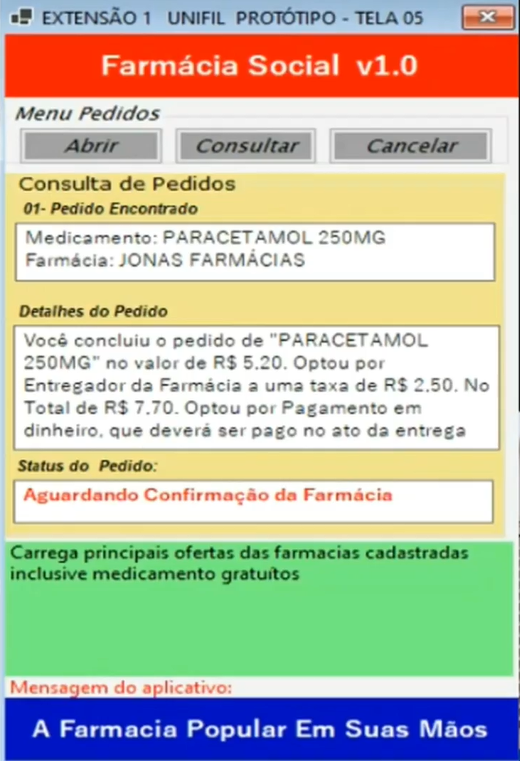 EXTENSÃO 1 UNIFIL PROTÓTIPO - TELA 05
Farmácia Social v1.0
Menu Pedidos
Abrir
Consultar
Cancelar
Consulta de Pedidos
01- Pedido Encontrado
Medicamento: PARACETAMOL 250MG
Farmácia: JONAS FARMÁCIAS
Detalhes do Pedido
Você concluiu o pedido de "PARACETAMOL
250MG" no valor de R$ 5,20. Optou por
Entregador da Farmácia a uma taxa de R$ 2,50. No
Total de R$ 7,70. Optou por Pagamento em
dinheiro, que deverá ser pago no ato da entrega
Status do Pedido:
Aguardando Confirmação da Farmácia
Carrega principais ofertas das farmacias cadastradas
inclusive medicamento gratuítos
Mensagem do aplicativo:
A Farmacia Popular Em Suas Mãos